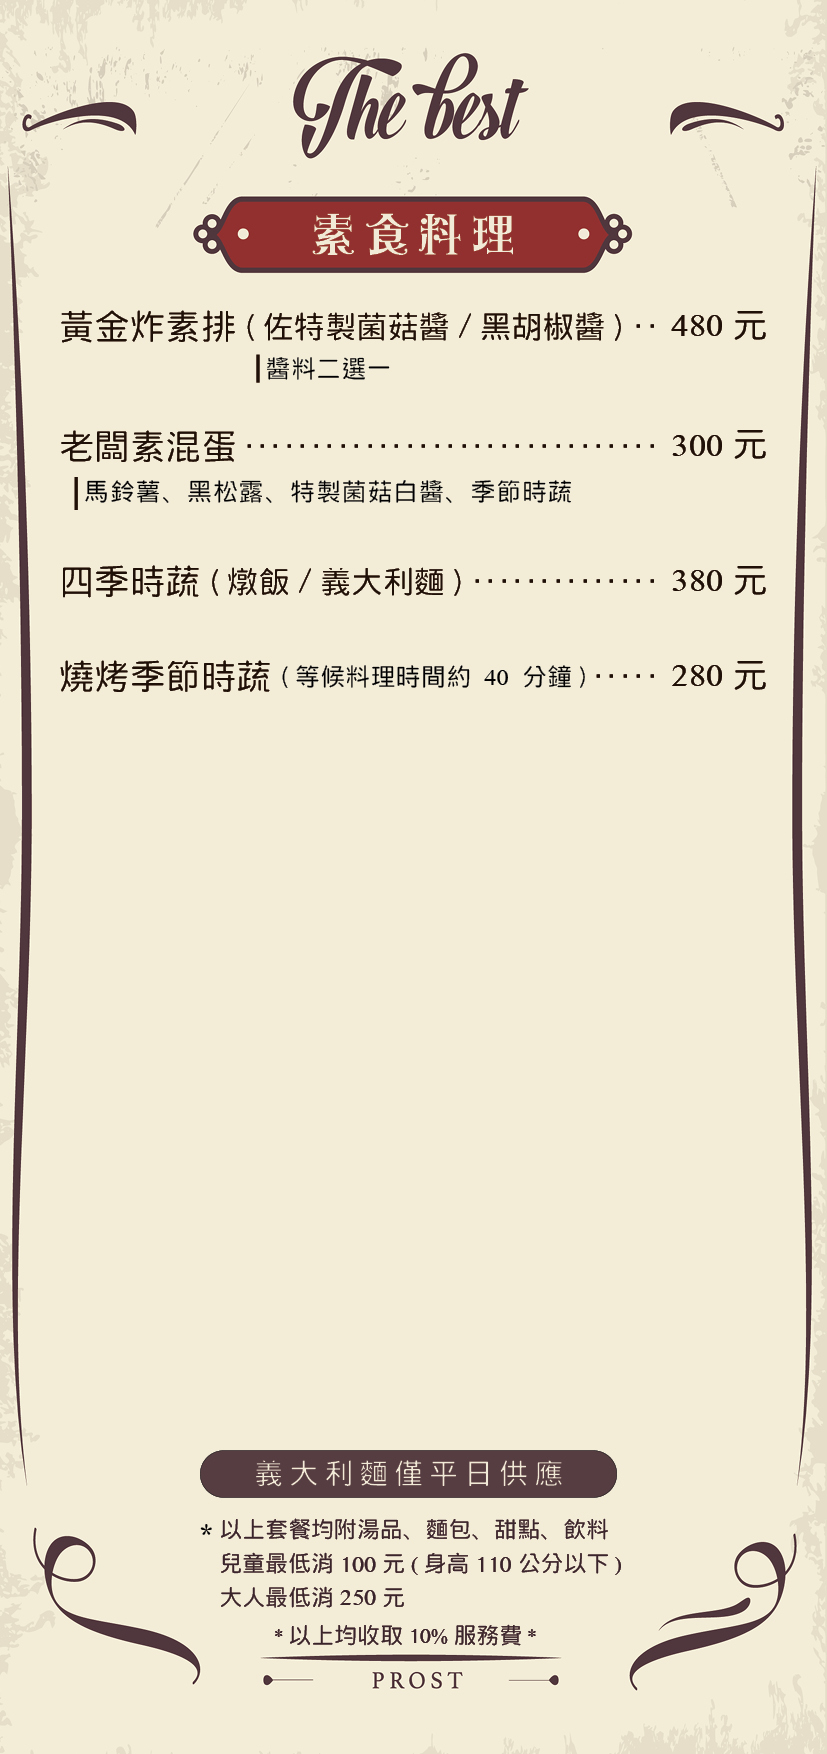 The best
素食料理
黃金炸素排 ( 佐特製菌菇醬 / 黑胡椒醬 ) ·· 480 元
醬料二選一
老闆素混蛋 ······························· 300 元
馬鈴薯、黑松露、特製菌菇白醬、季節時蔬
四季時蔬 ( 燉飯 / 義大利麵 ) ·············· 380 元
燒烤季節時蔬 ( 等候料理時間約 40 分鐘 ) ····· 280 元
義大利麵僅平日供應
* 以上套餐均附湯品、麵包、甜點、飲料
兒童最低消 100 元 ( 身高 110 公分以下 )
大人最低消 250 元
* 以上均收取 10% 服務費 *
PROST